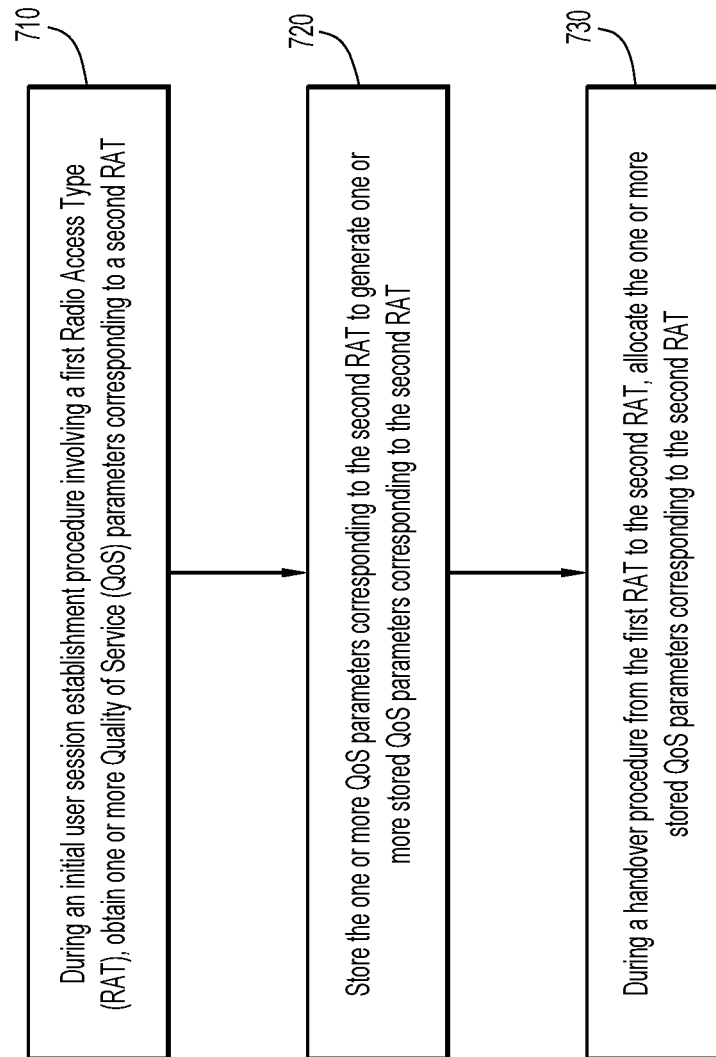 710
During an initial user session establishment procedure involving a first Radio Access Type
(RAT), obtain one or more Quality of Service (QoS) parameters corresponding to a second RAT
720
Store the one or more QoS parameters corresponding to the second RAT to generate one or
more stored QoS parameters corresponding to the second RAT
730
During a handover procedure from the first RAT to the second RAT, allocate the one or more
stored QoS parameters corresponding to the second RAT